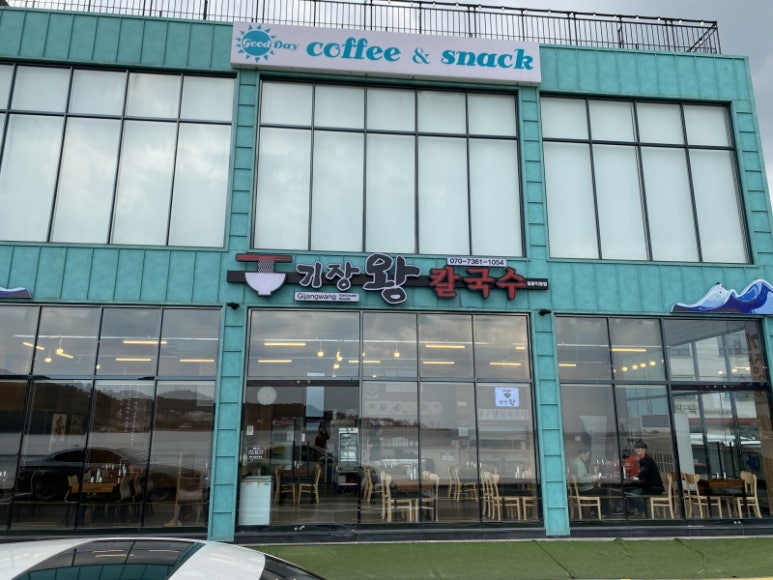 Good Day coffee & snack
070-7361-1054
기장왕칼국수
Gijangwang